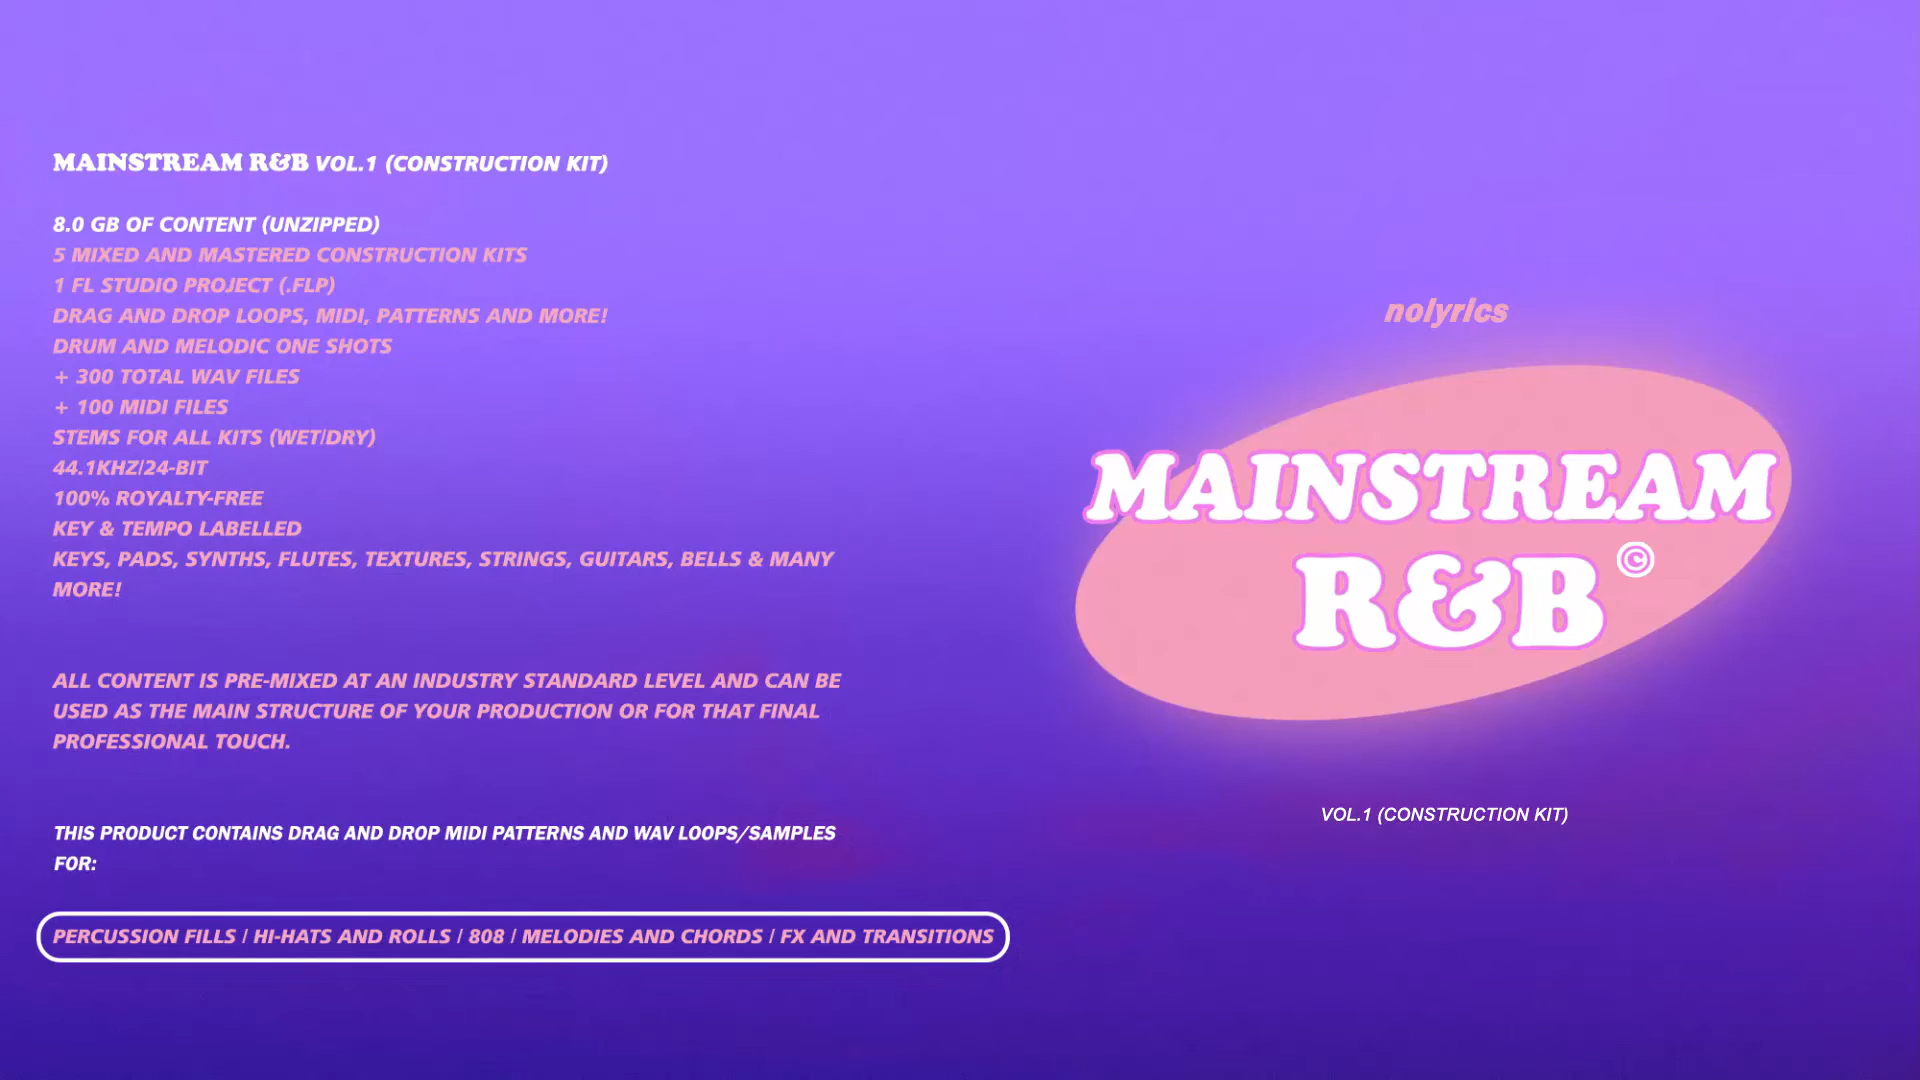 MAINSTREAM R&B VOL.1 (CONSTRUCTION KIT)
8.0 GB OF CONTENT (UNZIPPED)
5 MIXED AND MASTERED CONSTRUCTION KITS
1 FL STUDIO PROJECT (.FLP)
DRAG AND DROP LOOPS, MIDI, PATTERNS AND MORE!
DRUM AND MELODIC ONE SHOTS
+ 300 TOTAL WAV FILES
+ 100 MIDI FILES
STEMS FOR ALL KITS (WET/DRY)
44.1KHZ/24-BIT
100% ROYALTY-FREE
KEY & TEMPO LABELLED
KEYS, PADS, SYNTHS, FLUTES, TEXTURES, STRINGS, GUITARS, BELLS & MANY
MORE!
ALL CONTENT IS PRE-MIXED AT AN INDUSTRY STANDARD LEVEL AND CAN BE
USED AS THE MAIN STRUCTURE OF YOUR PRODUCTION OR FOR THAT FINAL
PROFESSIONAL TOUCH.
THIS PRODUCT CONTAINS DRAG AND DROP MIDI PATTERNS AND WAV LOOPS/SAMPLES
FOR:
PERCUSSION FILLS / HI-HATS AND ROLLS / 808 / MELODIES AND CHORDS / FX AND TRANSITIONS
nolyrics
MAINSTREAM
R&B ©
VOL.1 (CONSTRUCTION KIT)